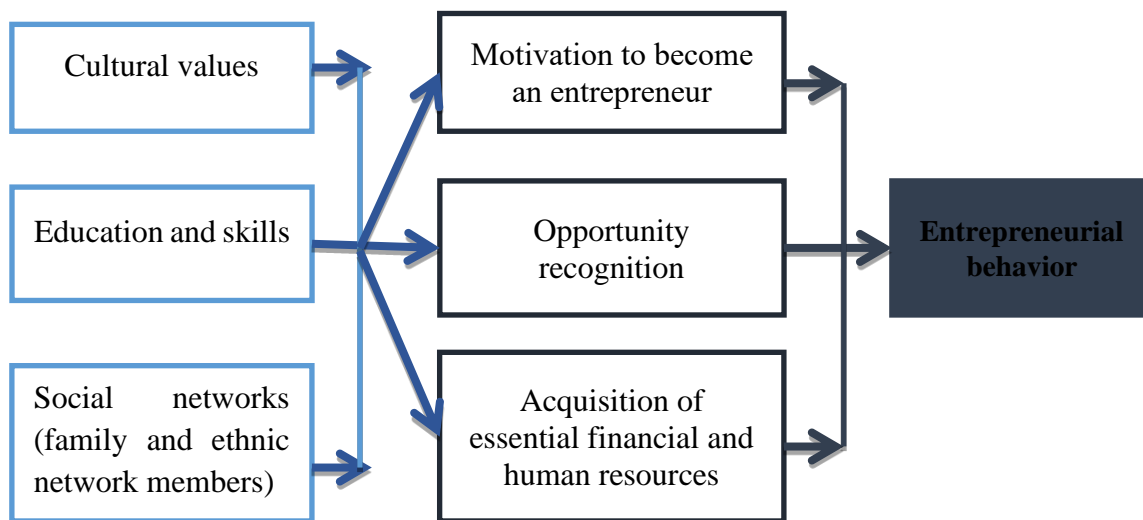 Cultural values
Motivation to become
an entrepreneur
Education and skills
Opportunity
recognition
Entrepreneurial
behavior
Social networks
(family and ethnic
network members)
Acquisition of
essential financial and
human resources